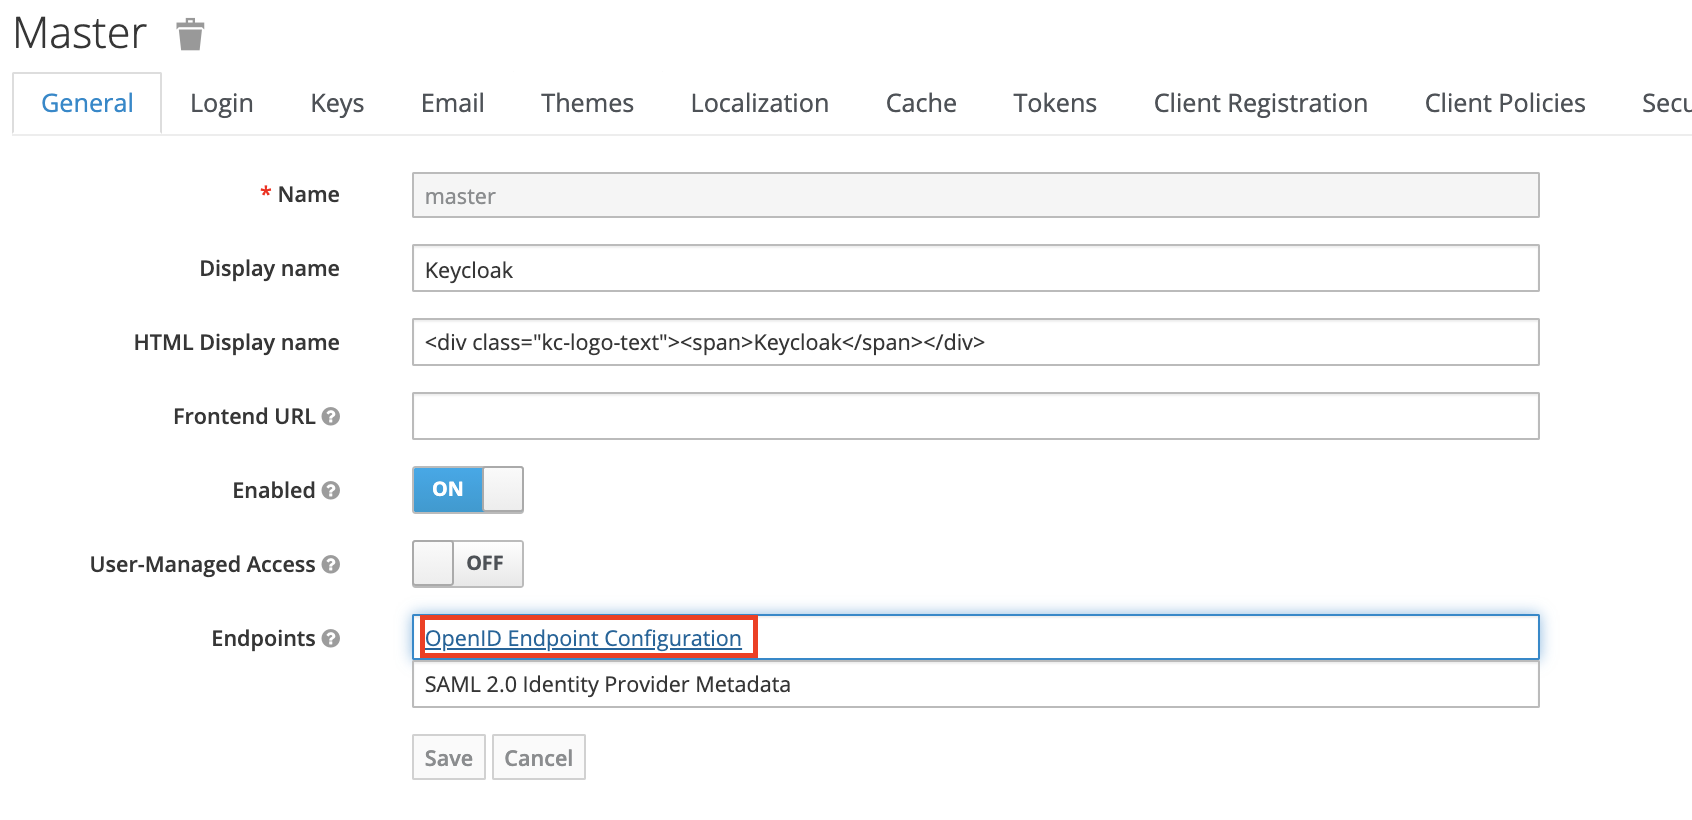 Master
General Login Keys Email Themes Localization Cache Tokens Client Registration Client Policies Secu
* Name master
Display name Keycloak
HTML Display name <div class="kc-logo-text"><span>Keycloak</span></div>
Frontend URL
Enabled ON
User-Managed Access OFF
Endpoints OpenID Endpoint Configuration
SAML 2.0 Identity Provider Metadata
Save Cancel